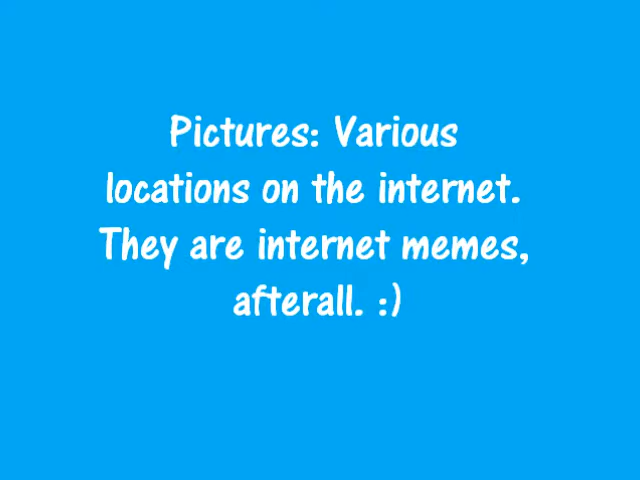 Pictures: Various
locations on the internet.
They are internet memes,
afterall. :)